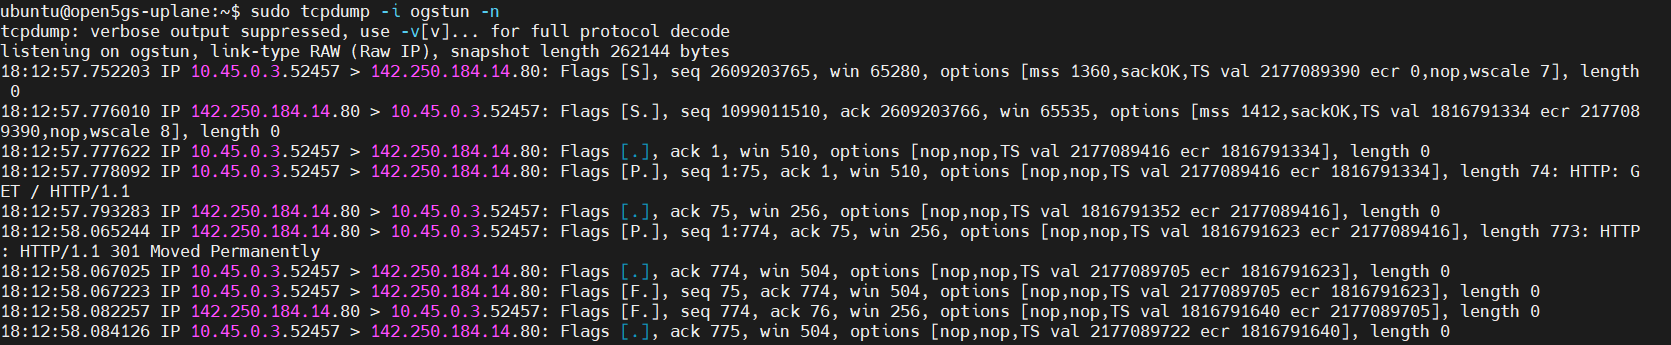 ubuntu@open5gs-uplane:~$ sudo tcpdump -i ogstun -n
tcpdump: verbose output suppressed, use -v[v]... for full protocol decode
listening on ogstun, link-type RAW (Raw IP), snapshot length 262144 bytes
18:12:57.752203 IP 10.45.0.3.52457 > 142.250.184.14.80: Flags [S], seq 2609203765, win 65280, options [mss 1360,sackOK,TS val 2177089390 ecr 0,nop,wscale 7], length
 0
18:12:57.776010 IP 142.250.184.14.80 > 10.45.0.3.52457: Flags [S.], seq 1099011510, ack 2609203766, win 65535, options [mss 1412,sackOK,TS val 1816791334 ecr 217708
9390,nop,wscale 8], length 0
18:12:57.777622 IP 10.45.0.3.52457 > 142.250.184.14.80: Flags [.], ack 1, win 510, options [nop,nop,TS val 2177089416 ecr 1816791334], length 0
18:12:57.778092 IP 10.45.0.3.52457 > 142.250.184.14.80: Flags [P.], seq 1:75, ack 1, win 510, options [nop,nop,TS val 2177089416 ecr 1816791334], length 74: HTTP: G
ET / HTTP/1.1
18:12:57.793283 IP 142.250.184.14.80 > 10.45.0.3.52457: Flags [.], ack 75, win 256, options [nop,nop,TS val 1816791352 ecr 2177089416], length 0
18:12:58.065244 IP 142.250.184.14.80 > 10.45.0.3.52457: Flags [P.], seq 1:774, ack 75, win 256, options [nop,nop,TS val 1816791623 ecr 2177089416], length 773: HTTP
: HTTP/1.1 301 Moved Permanently
18:12:58.067025 IP 10.45.0.3.52457 > 142.250.184.14.80: Flags [.], ack 774, win 504, options [nop,nop,TS val 2177089705 ecr 1816791623], length 0
18:12:58.067223 IP 10.45.0.3.52457 > 142.250.184.14.80: Flags [F.], seq 75, ack 774, win 504, options [nop,nop,TS val 2177089705 ecr 1816791623], length 0
18:12:58.082257 IP 142.250.184.14.80 > 10.45.0.3.52457: Flags [F.], seq 774, ack 76, win 256, options [nop,nop,TS val 1816791640 ecr 2177089705], length 0
18:12:58.084126 IP 10.45.0.3.52457 > 142.250.184.14.80: Flags [.], ack 775, win 504, options [nop,nop,TS val 2177089722 ecr 1816791640], length 0